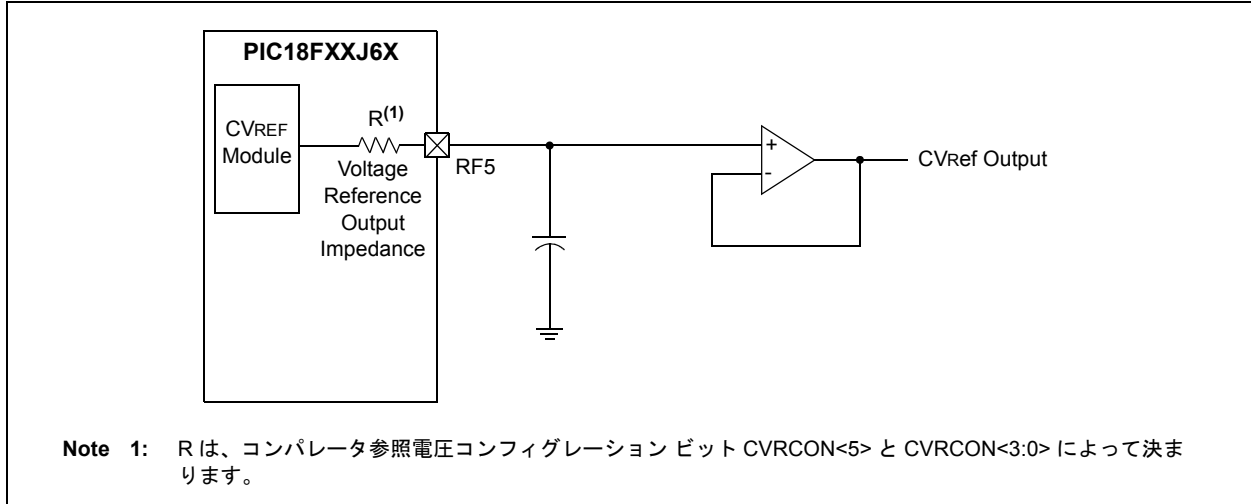 PIC18FXXJ6X
CVREF
Module
R(1)
Voltage
Reference
Output
Impedance
RF5
+
-
CVRef Output
Note 1: R は、コンパレータ参照電圧コンフィグレーション ビット CVRCON<5> と CVRCON<3:0> によって決ま
ります。